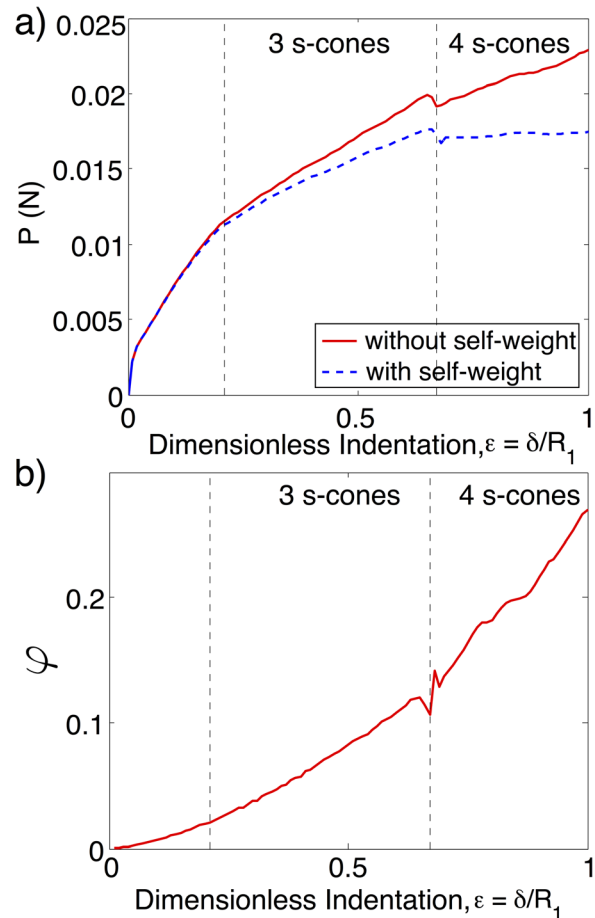 a)
0.025
0.02
0.015
0.01
0.005
0
P (N)
3 s-cones
4 s-cones
without self-weight
with self-weight
0
0.5
1
Dimensionless Indentation,ε = δ/R₁
b)
3 s-cones
4 s-cones
0.2
0.1
0
φ
0
0.5
1
Dimensionless Indentation,ε = δ/R₁